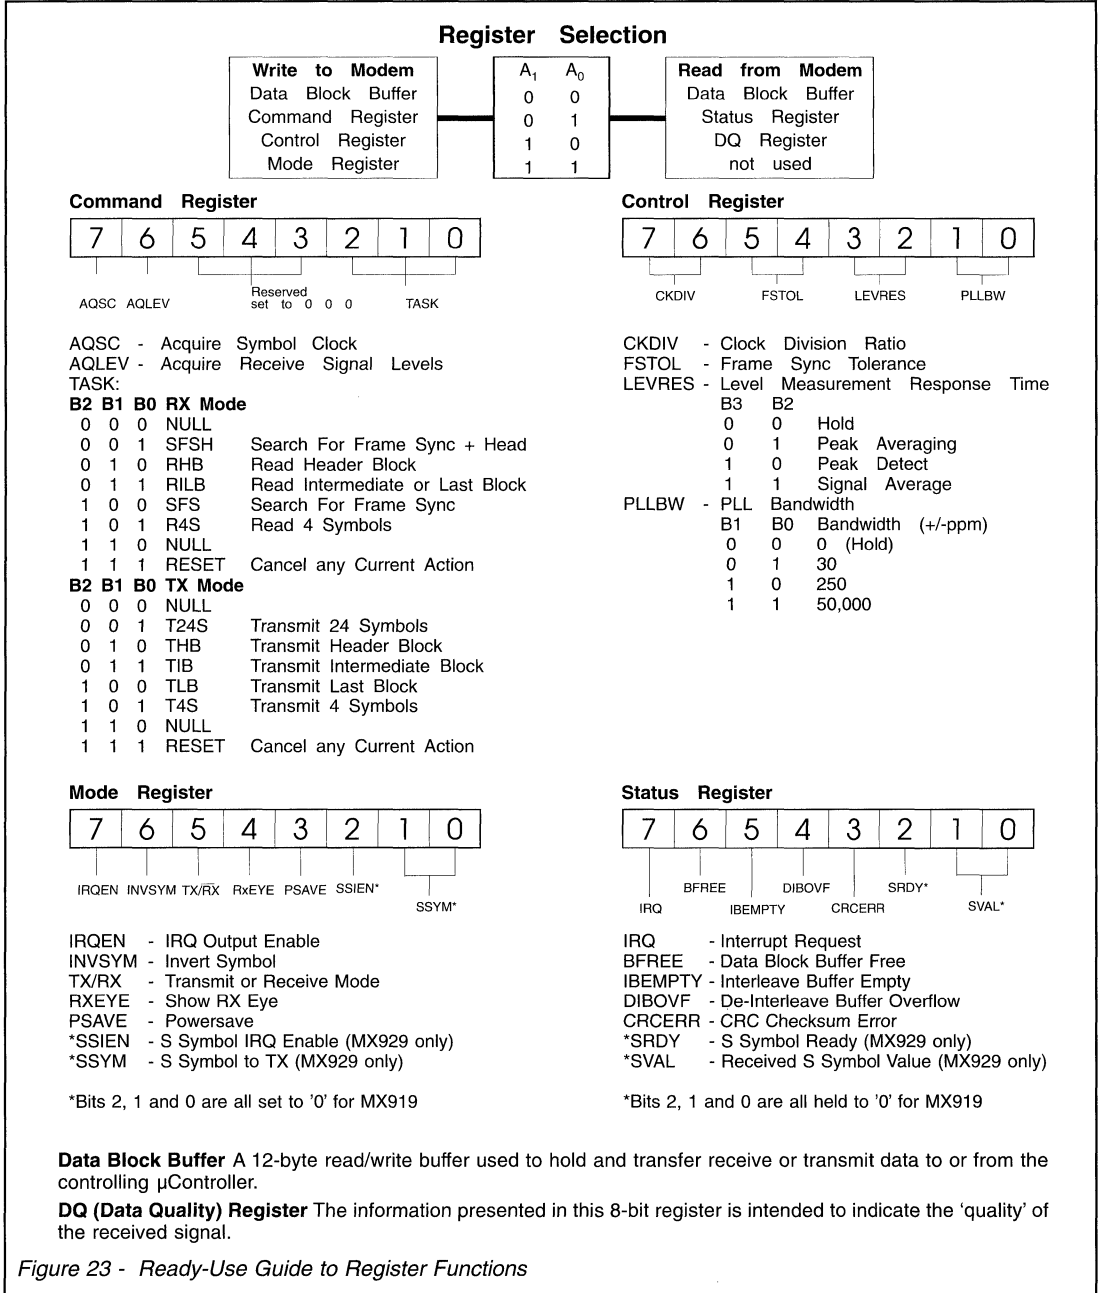 Register Selection
Write to Modem
Data Block Buffer
Command Register
Control Register
Mode Register
A1 A0
0 0
0 1
1 0
1 1
Read from Modem
Data Block Buffer
Status Register
DQ Register
not used
Command Register
7 6 5 4 3 2 1 0
AQSC AQLEV
Reserved
set to 0 0 0
TASK
AQSC - Acquire Symbol Clock
AQLEV - Acquire Receive Signal Levels
TASK:
B2 B1 B0 RX Mode
0 0 0 NULL
0 0 1 SFSH Search For Frame Sync + Head
0 1 0 RHB Read Header Block
0 1 1 RILB Read Intermediate or Last Block
1 0 0 SFS Search For Frame Sync
1 0 1 R4S Read 4 Symbols
1 1 0 NULL
1 1 1 RESET Cancel any Current Action
B2 B1 B0 TX Mode
0 0 0 NULL
0 0 1 T24S Transmit 24 Symbols
0 1 0 THB Transmit Header Block
0 1 1 TIB Transmit Intermediate Block
1 0 0 TLB Transmit Last Block
1 0 1 T4S Transmit 4 Symbols
1 1 0 NULL
1 1 1 RESET Cancel any Current Action
Control Register
7 6 5 4 3 2 1 0
CKDIV FSTOL LEVRES PLLBW
CKDIV - Clock Division Ratio
FSTOL - Frame Sync Tolerance
LEVRES - Level Measurement Response Time
B3 B2
0 0 Hold
0 1 Peak Averaging
1 0 Peak Detect
1 1 Signal Average
PLLBW - PLL Bandwidth
B1 B0 Bandwidth (+/-ppm)
0 0 0 (Hold)
0 1 30
1 0 250
1 1 50,000
Mode Register
7 6 5 4 3 2 1 0
IRQEN INVSYM TX/R̅X̅ RxEYE PSAVE SSIEN*
SSYM*
IRQEN - IRQ Output Enable
INVSYM - Invert Symbol
TX/RX - Transmit or Receive Mode
RXEYE - Show RX Eye
PSAVE - Powersave
*SSIEN - S Symbol IRQ Enable (MX929 only)
*SSYM - S Symbol to TX (MX929 only)
*Bits 2, 1 and 0 are all set to '0' for MX919
Status Register
7 6 5 4 3 2 1 0
BFREE DIBOVF SRDY*
IRQ IBEMPTY CRCERR SVAL*
IRQ - Interrupt Request
BFREE - Data Block Buffer Free
IBEMPTY - Interleave Buffer Empty
DIBOVF - De-Interleave Buffer Overflow
CRCERR - CRC Checksum Error
*SRDY - S Symbol Ready (MX929 only)
*SVAL - Received S Symbol Value (MX929 only)
*Bits 2, 1 and 0 are all held to '0' for MX919
Data Block Buffer A 12-byte read/write buffer used to hold and transfer receive or transmit data to or from the
controlling µController.
DQ (Data Quality) Register The information presented in this 8-bit register is intended to indicate the 'quality' of
the received signal.
Figure 23 - Ready-Use Guide to Register Functions